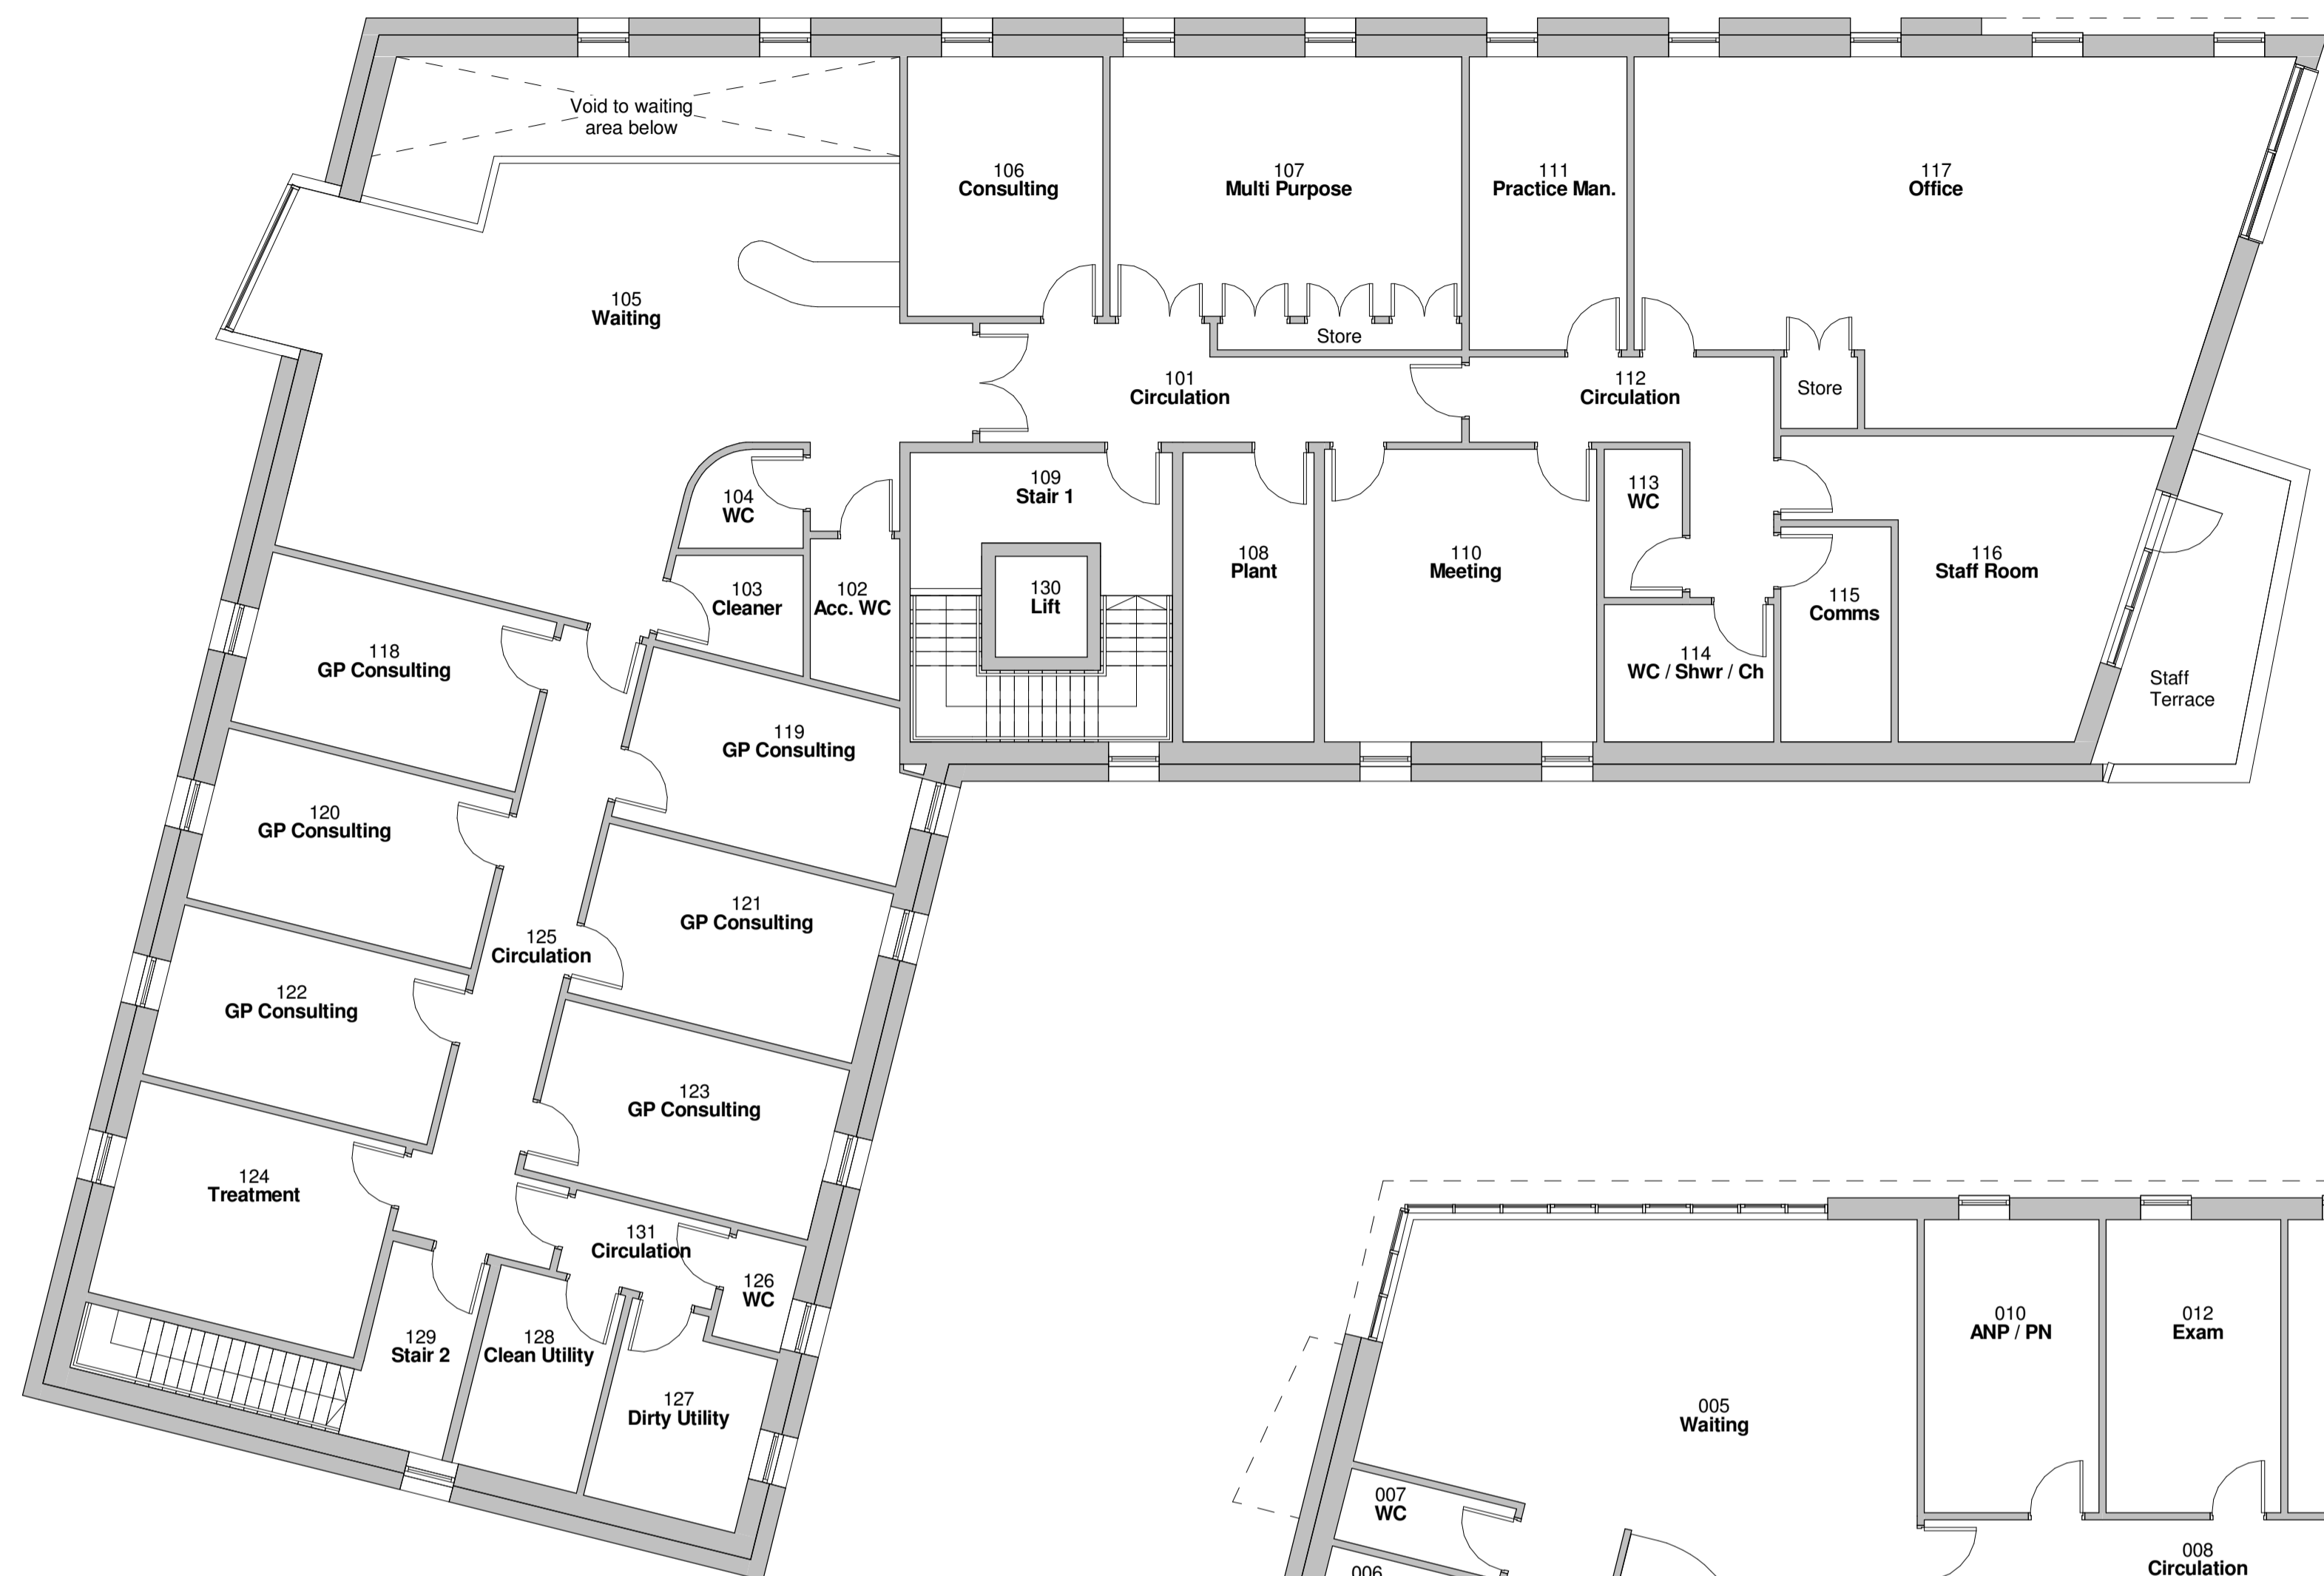 Void to waiting
area below
106
Consulting
107
Multi Purpose
111
Practice Man.
117
Office
105
Waiting
Store
101
Circulation
112
Circulation
Store
104
WC
109
Stair 1
113
WC
103
Cleaner
102
Acc. WC
130
Lift
108
Plant
110
Meeting
116
Staff Room
115
Comms
114
WC / Shwr / Ch
Staff
Terrace
118
GP Consulting
119
GP Consulting
120
GP Consulting
121
GP Consulting
125
Circulation
122
GP Consulting
123
GP Consulting
124
Treatment
131
Circulation
126
WC
129
Stair 2
128
Clean Utility
127
Dirty Utility
010
ANP / PN
012
Exam
005
Waiting
007
WC
008
Circulation
006